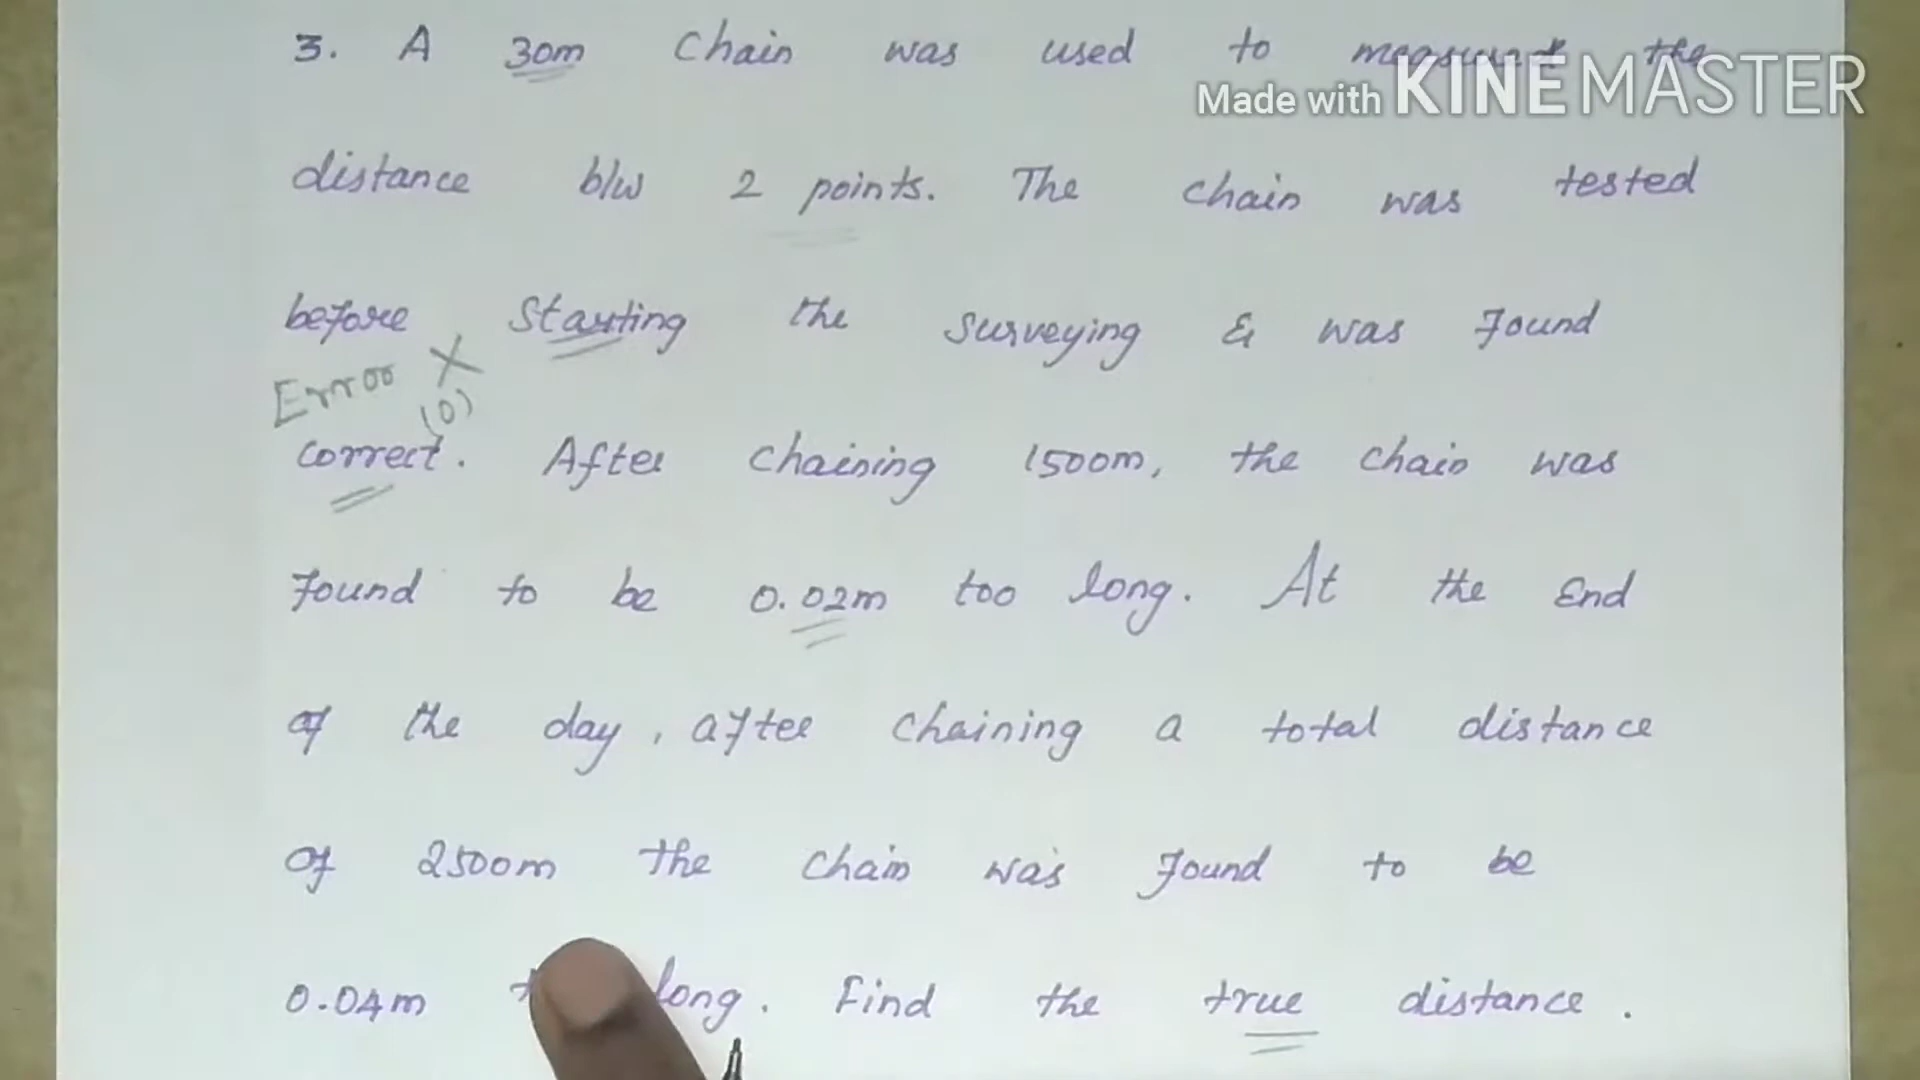 3. A 30m Chain was used to measured the
Made with KINEMASTER
distance b/w 2 points. The chain was tested
before starting the surveying & was found
Error X
(0)
correct. After chaining 1500m, the chain was
found to be 0.02m too long. At the End
of the day, after chaining a total distance
of 2500m the chain was found to be
0.04m long. Find the true distance.